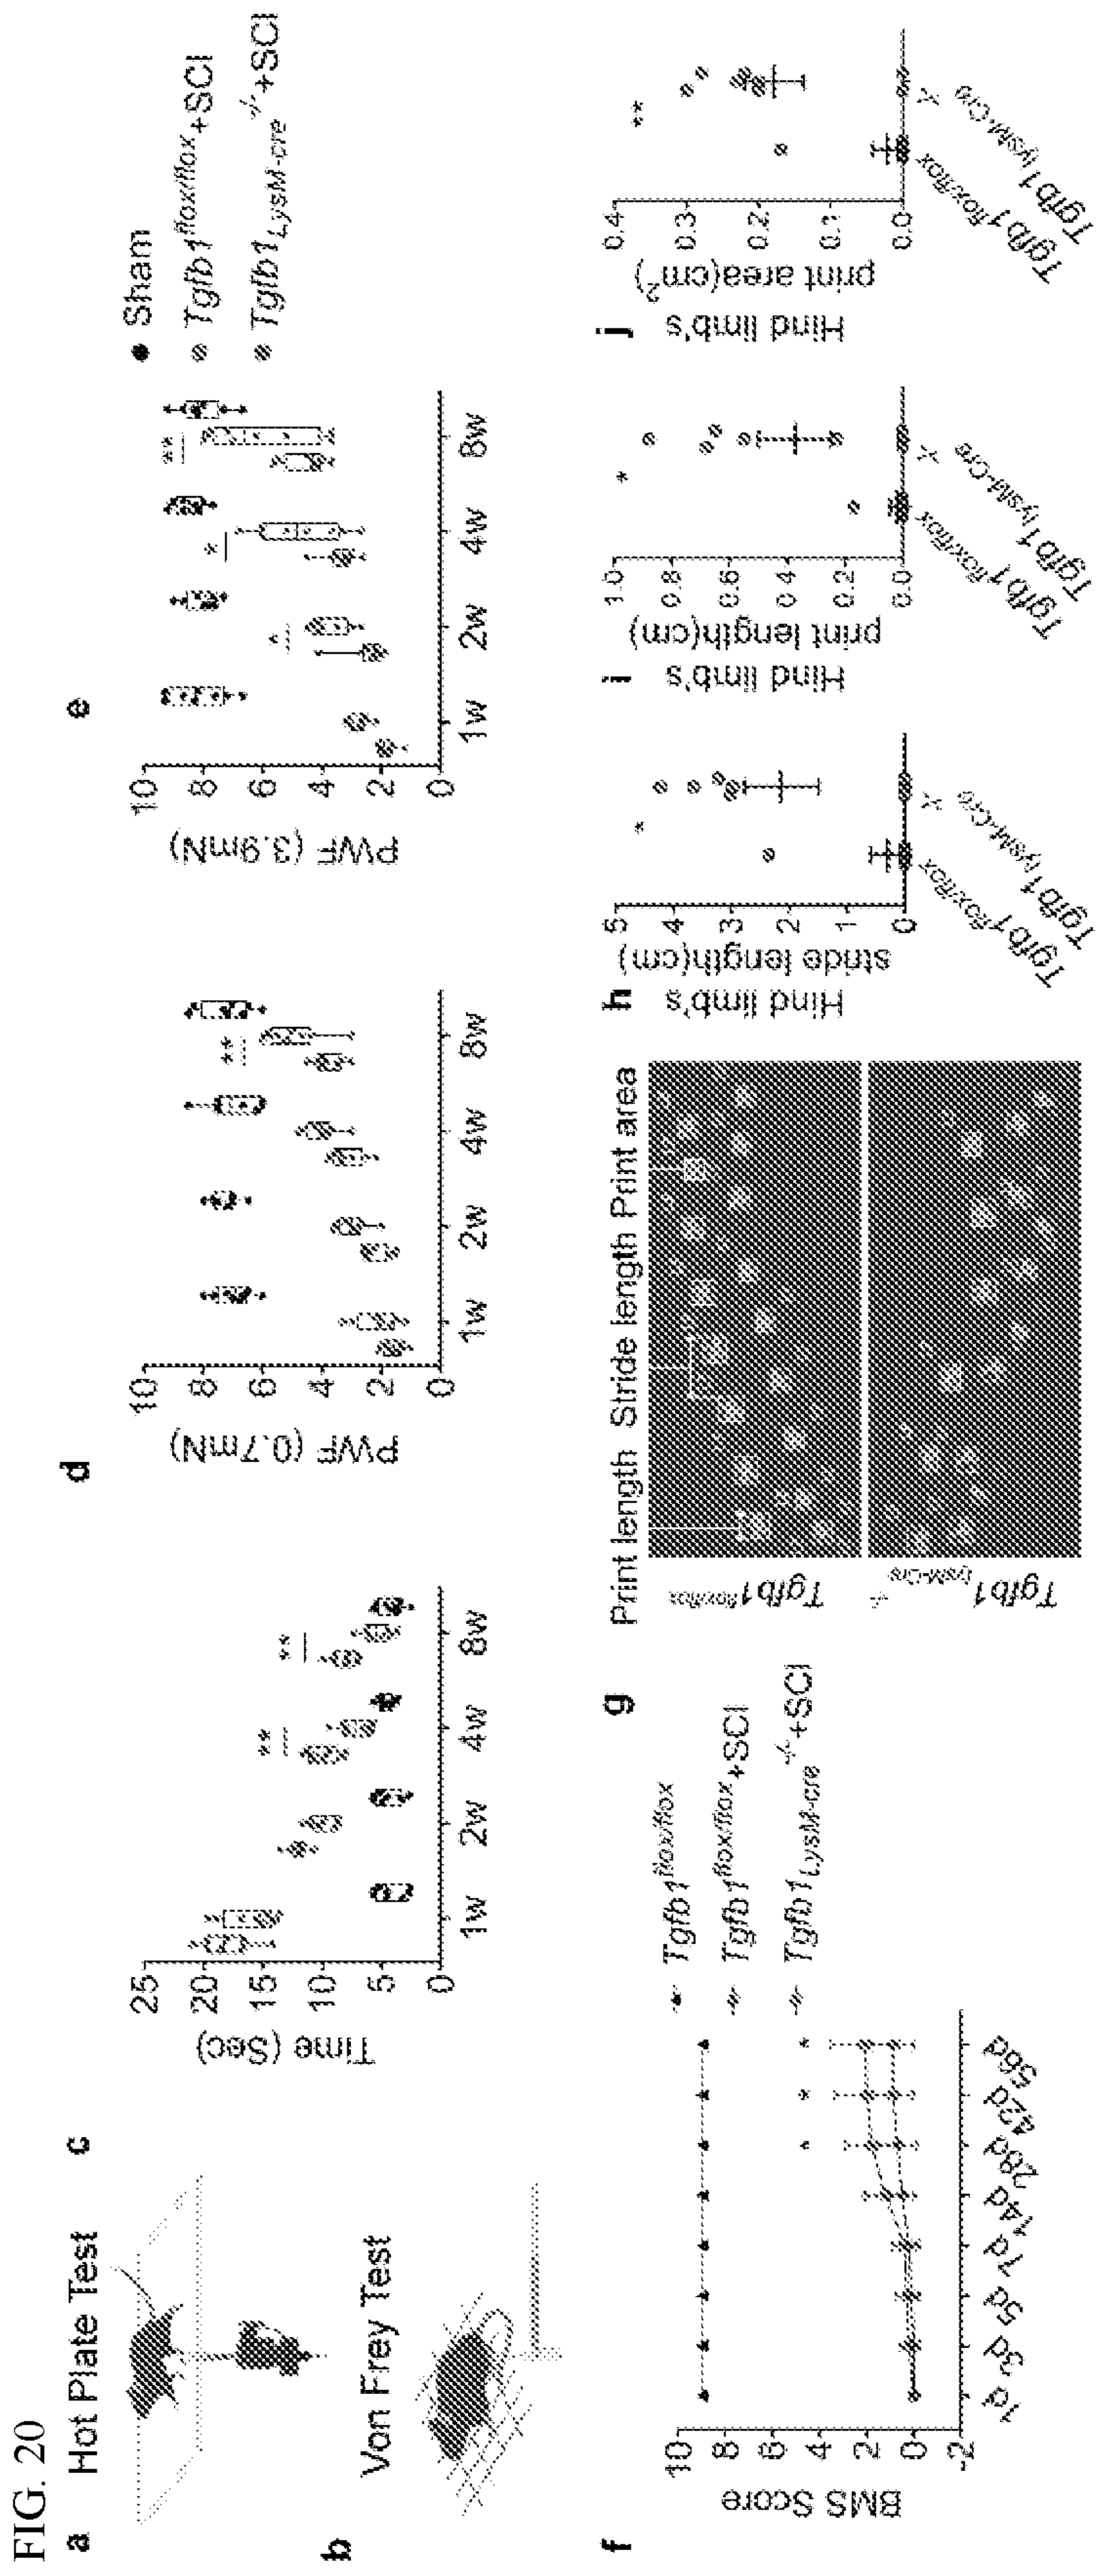 FIG. 20
a Hot Plate Test
b
Von Frey Test
c
Time (Sec)
25
20
15
10
5
0
1w 2w 4w 8w
** **
d
PWF (0.7mN)
10
8
6
4
2
0
1w 2w 4w 8w
**
e
PWF (3.9mN)
10
8
6
4
2
0
1w 2w 4w 8w
* * **
Sham
Tgfb1flox/flox+SCI
Tgfb1LysM-cre-/-+SCI
f
BMS Score
10
8
6
4
2
0
-2
1d 3d 5d 7d 14d 28d 42d 56d
* * *
Tgfb1flox/flox
Tgfb1flox/flox+SCI
Tgfb1LysM-cre-/-+SCI
g
Print length Stride length Print area
Tgfb1flox/flox
Tgfb1LysM-Cre-/-
h
Hind limb's
stride length(cm)
5
4
3
2
1
0
*
Tgfb1flox/flox
Tgfb1lysM-Cre
i
Hind limb's
print length(cm)
1.0
0.8
0.6
0.4
0.2
0.0
*
Tgfb1flox/flox
Tgfb1lysM-Cre
j
Hind limb's
print area(cm2)
0.4
0.3
0.2
0.1
0.0
**
Tgfb1flox/flox
Tgfb1lysM-Cre